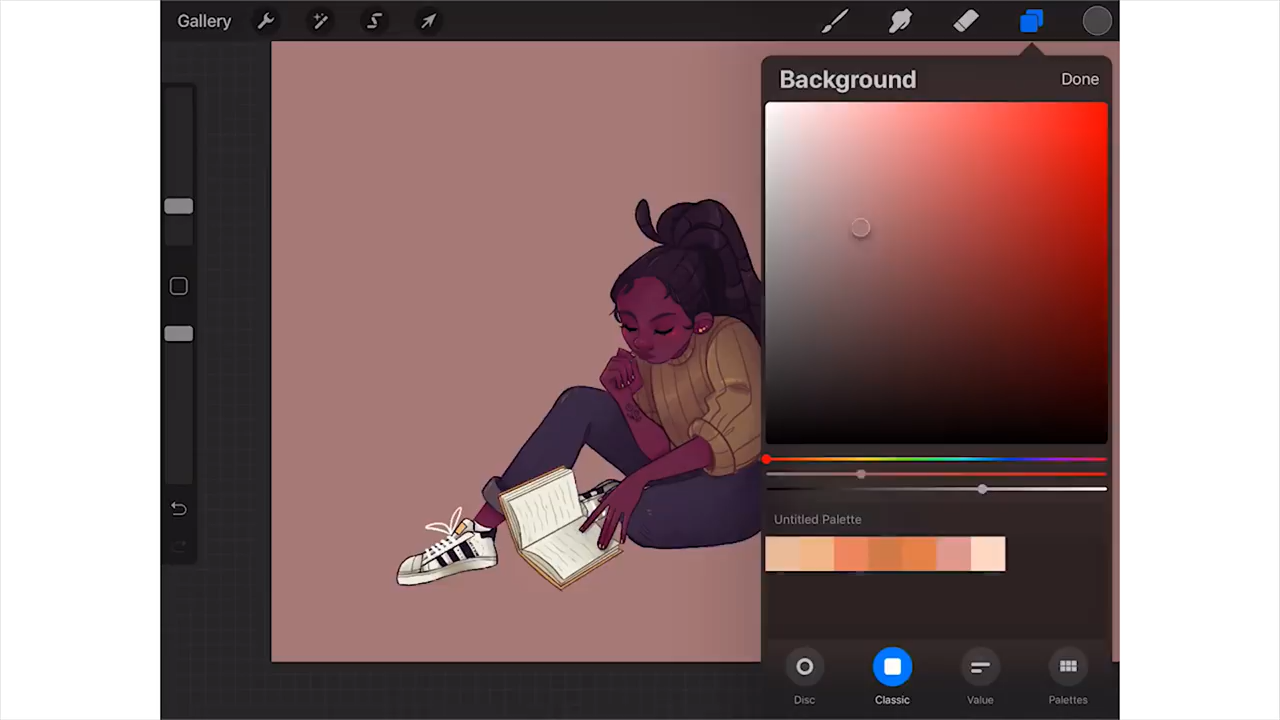 Gallery
Background
Done
Untitled Palette
Disc
Classic
Value
Palettes